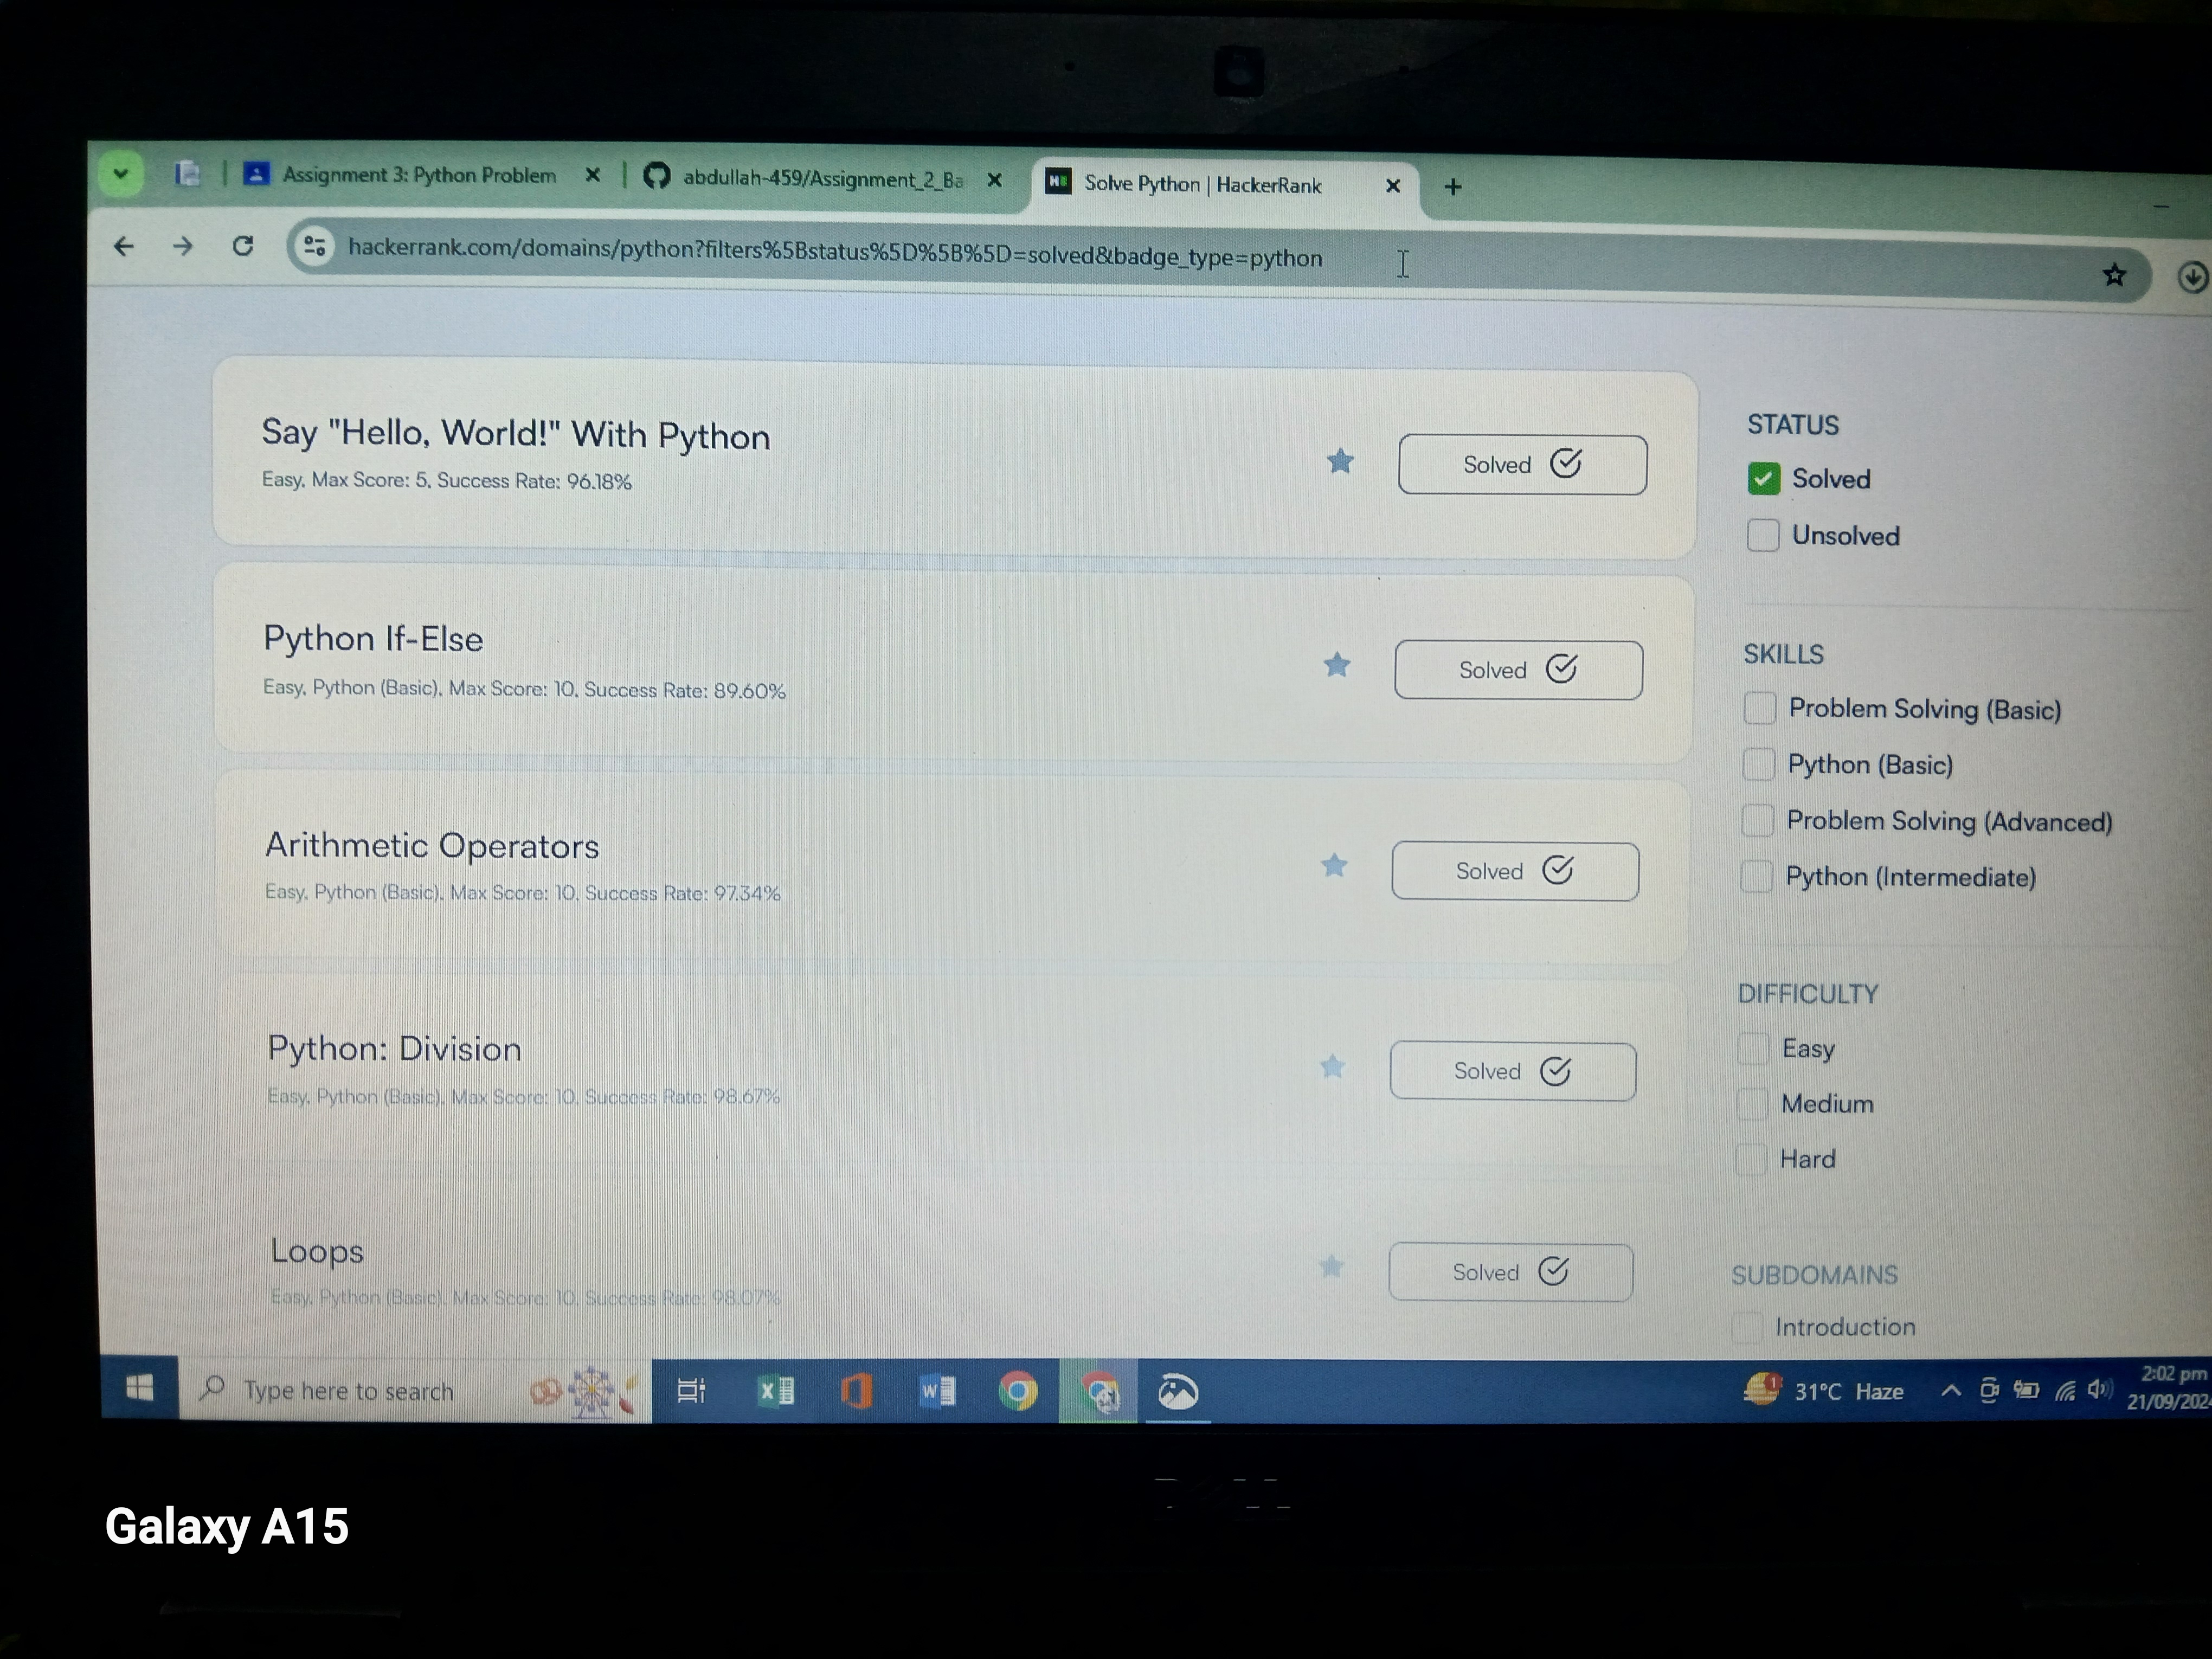 Assignment 3: Python Problem
abdullah-459/Assignment_2_Ba
Solve Python | HackerRank
hackerrank.com/domains/python?filters%5Bstatus%5D%5B%5D=solved&badge_type=python
Say "Hello, World!" With Python
Easy, Max Score: 5, Success Rate: 96.18%
Solved
Python If-Else
Easy, Python (Basic), Max Score: 10, Success Rate: 89.60%
Solved
Arithmetic Operators
Easy, Python (Basic), Max Score: 10, Success Rate: 97.34%
Solved
Python: Division
Easy, Python (Basic), Max Score: 10, Success Rate: 98.67%
Solved
Loops
Easy, Python (Basic), Max Score: 10, Success Rate: 98.07%
Solved
STATUS
Solved
Unsolved
SKILLS
Problem Solving (Basic)
Python (Basic)
Problem Solving (Advanced)
Python (Intermediate)
DIFFICULTY
Easy
Medium
Hard
SUBDOMAINS
Introduction
Type here to search
31°C Haze
2:02 pm
21/09/202
Galaxy A15